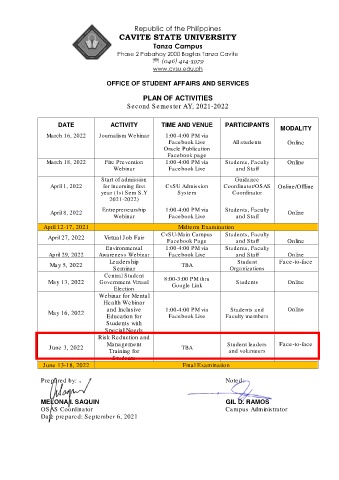 Republic of the Philippines
CAVITE STATE UNIVERSITY
Tanza Campus
Phase 2 Pabahay 2000 Bagtas Tanza Cavite
☏ (046) 414-3979
www.cvsu.edu.ph
OFFICE OF STUDENT AFFAIRS AND SERVICES
PLAN OF ACTIVITIES
Second Semester AY, 2021-2022
DATE ACTIVITY TIME AND VENUE PARTICIPANTS MODALITY
March 16, 2022 Journalism Webinar 1:00-4:00 PM via Facebook Live Oracle Publication Facebook page All students Online
March 18, 2022 Fire Prevention Webinar 1:00-4:00 PM via Facebook Live Students, Faculty and Staff Online
April 1, 2022 Start of admission for incoming first year (1st Sem S.Y 2021-2022) CvSU Admission System Guidance Coordinator/OSAS Coordinator Online/Offline
April 8, 2022 Entrepreneurship Webinar 1:00-4:00 PM via Facebook Live Students, Faculty and Staff Online
April 12-17, 2021 Midterm Examination
April 27, 2022 Virtual Job Fair CvSU-Main Campus Facebook Page Students, Faculty and Staff Online
April 29, 2022 Environmental Awareness Webinar 1:00-4:00 PM via Facebook Live Students, Faculty and Staff Online
May 5, 2022 Leadership Seminar TBA Student Organizations Face-to-face
May 13, 2022 Central Student Government Virtual Election 8:00-3:00 PM thru Google Link Students Online
May 16, 2022 Webinar for Mental Health Webinar and Inclusive Education for Students with Special Needs 1:00-4:00 PM via Facebook Live Students and Faculty members Online
June 3, 2022 Risk Reduction and Management Training for Students TBA Student leaders and volunteers Face-to-face
June 13-18, 2022 Final Examination
Prepared by: Noted:
GIL D. RAMOS
OSAS Coordinator Campus Administrator
Date prepared: September 6, 2021